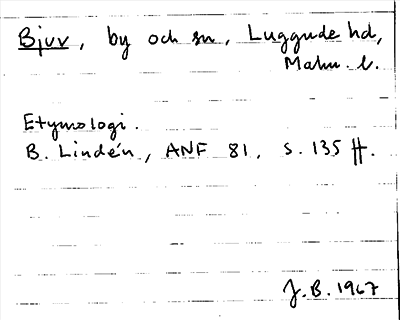 Bjuv, by och sn, Luggude hd,
Malm. l.
Etymologi.
B. Lindén, ANF 81, s. 135 ff.
J.B. 1967